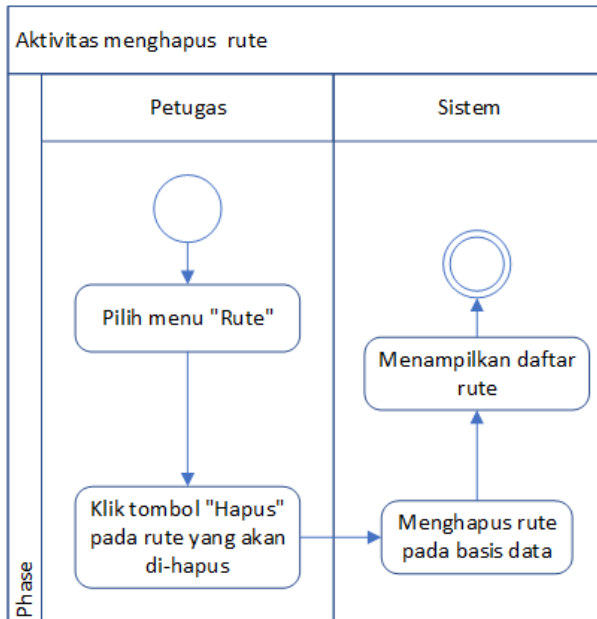 Aktivitas menghapus rute
Petugas
Sistem
Pilih menu "Rute"
Menampilkan daftar
rute
Klik tombol "Hapus"
pada rute yang akan
di-hapus
Menghapus rute
pada basis data
Phase